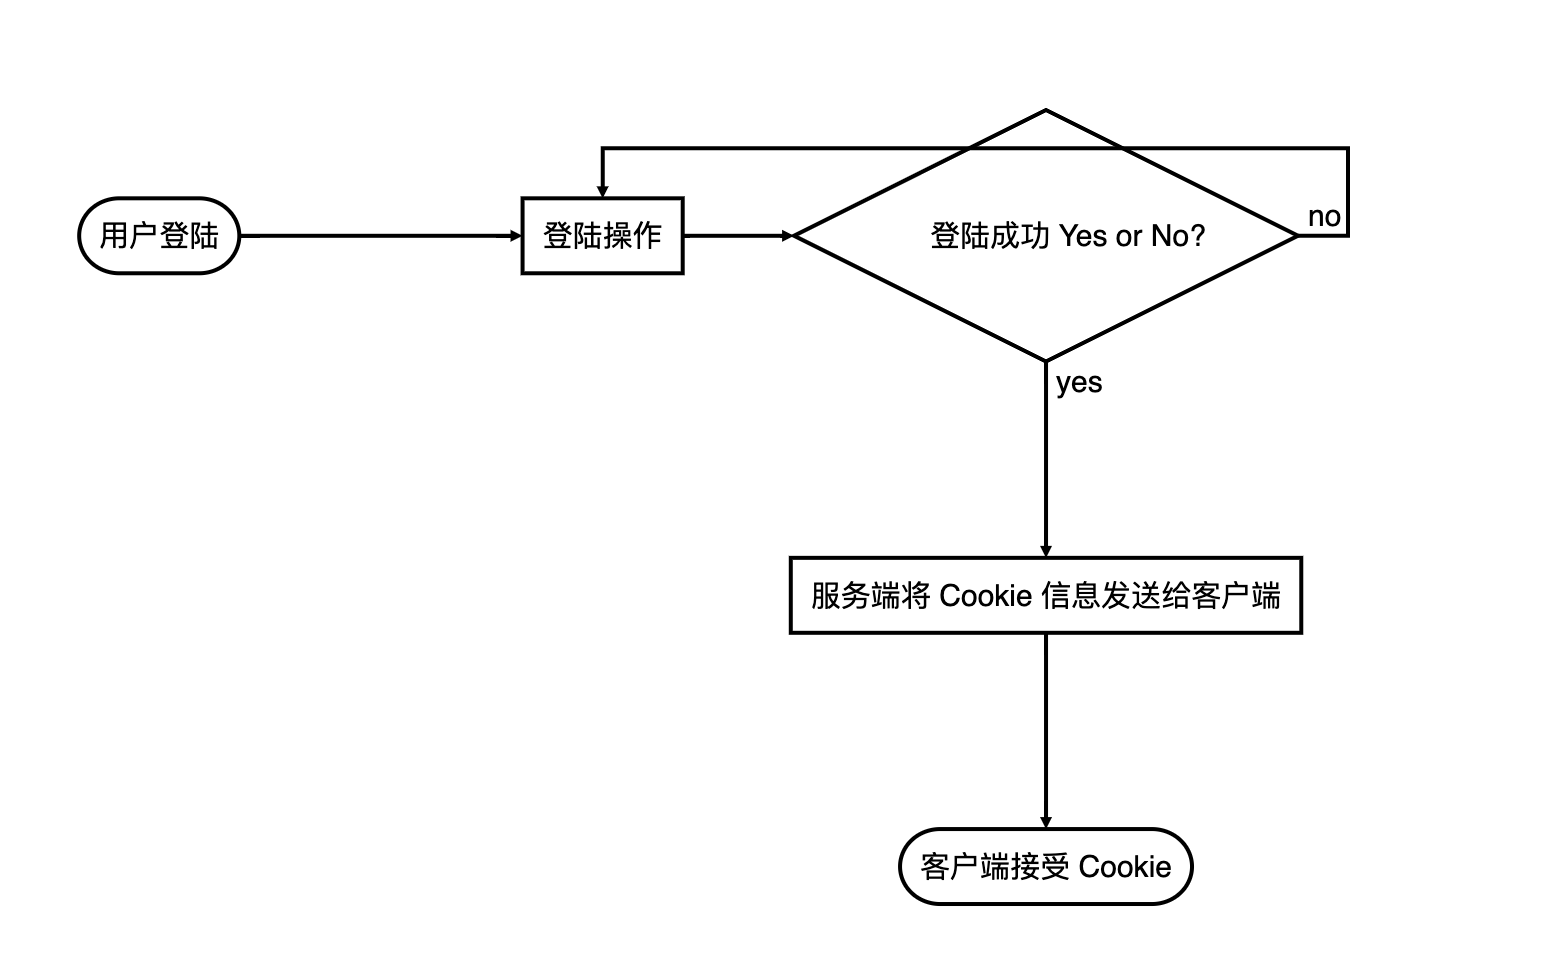 用户登陆
登陆操作
登陆成功 Yes or No?
no
yes
服务端将 Cookie 信息发送给客户端
客户端接受 Cookie